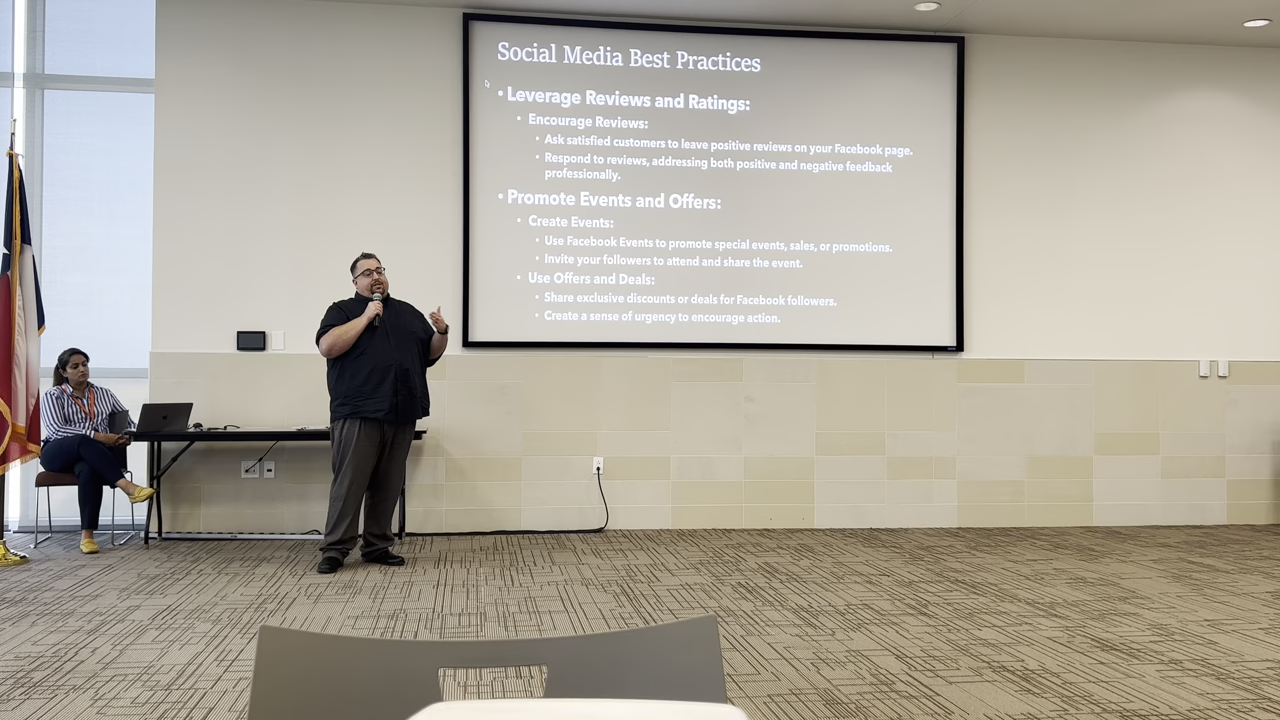 Social Media Best Practices
• Leverage Reviews and Ratings:
• Encourage Reviews:
• Ask satisfied customers to leave positive reviews on your Facebook page.
• Respond to reviews, addressing both positive and negative feedback
professionally.
• Promote Events and Offers:
• Create Events:
• Use Facebook Events to promote special events, sales, or promotions.
• Invite your followers to attend and share the event.
• Use Offers and Deals:
• Share exclusive discounts or deals for Facebook followers.
• Create a sense of urgency to encourage action.